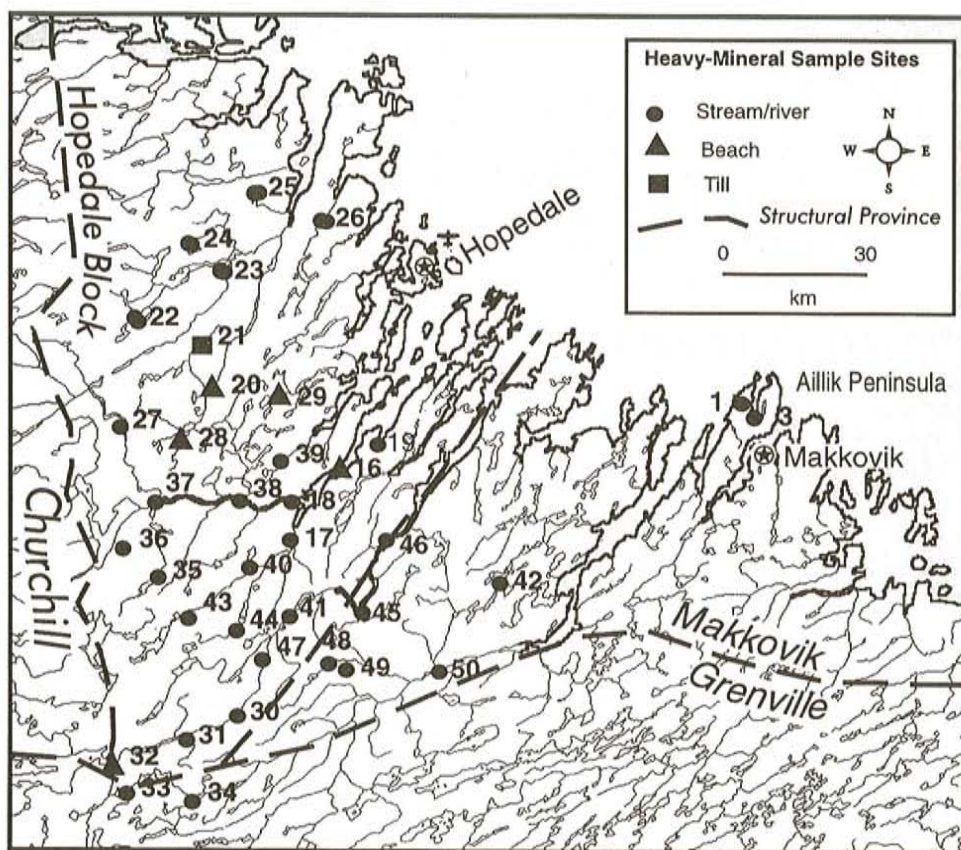 Heavy-Mineral Sample Sites
Stream/river
Beach
Till
N
W E
S
Structural Province
0 30
km
Hopedale Block
Hopedale
Churchill
Aillik Peninsula
Makkovik
Makkovik
Grenville
25
26
24
23
22
21
20
29
27
28
39
19
16
1
3
37
38
18
36
17
46
35
40
42
43
44
41
45
47
48
49
50
30
31
32
33
34